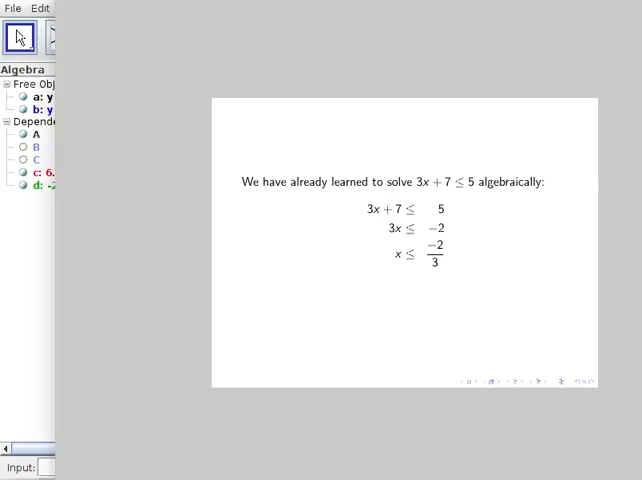 File Edit
Algebra
Free Obj
a: y
b: y
Depende
A
B
C
c: 6.
d: -2
We have already learned to solve 3x + 7 ≤ 5 algebraically:
3x + 7 ≤ 5
3x ≤ −2
x ≤ −2/3
Input: